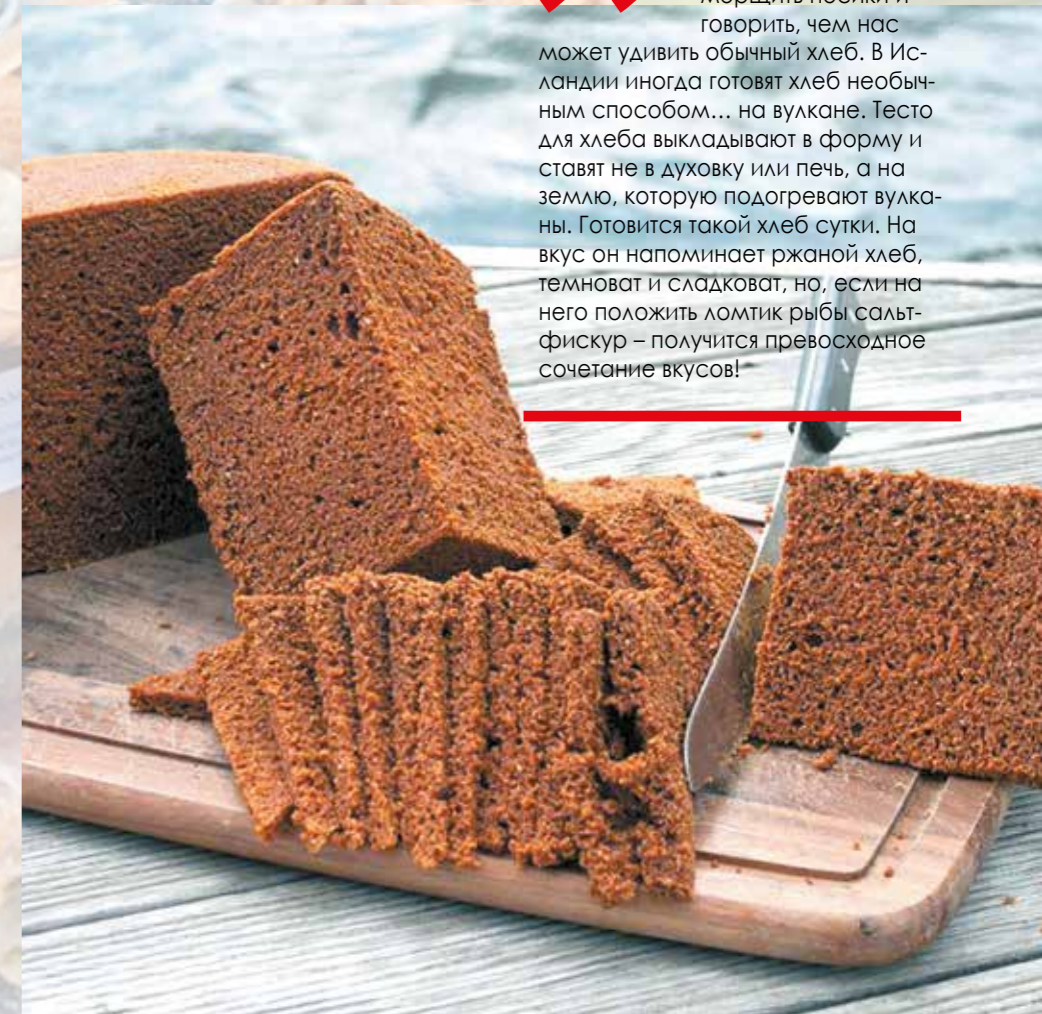 морщить носики и
говорить, чем нас
может удивить обычный хлеб. В Ис-
ландии иногда готовят хлеб необыч-
ным способом... на вулкане. Тесто
для хлеба выкладывают в форму и
ставят не в духовку или печь, а на
землю, которую подогревают вулка-
ны. Готовится такой хлеб сутки. На
вкус он напоминает ржаной хлеб,
темноват и сладковат, но, если на
него положить ломтик рыбы сальт-
фискур – получится превосходное
сочетание вкусов!